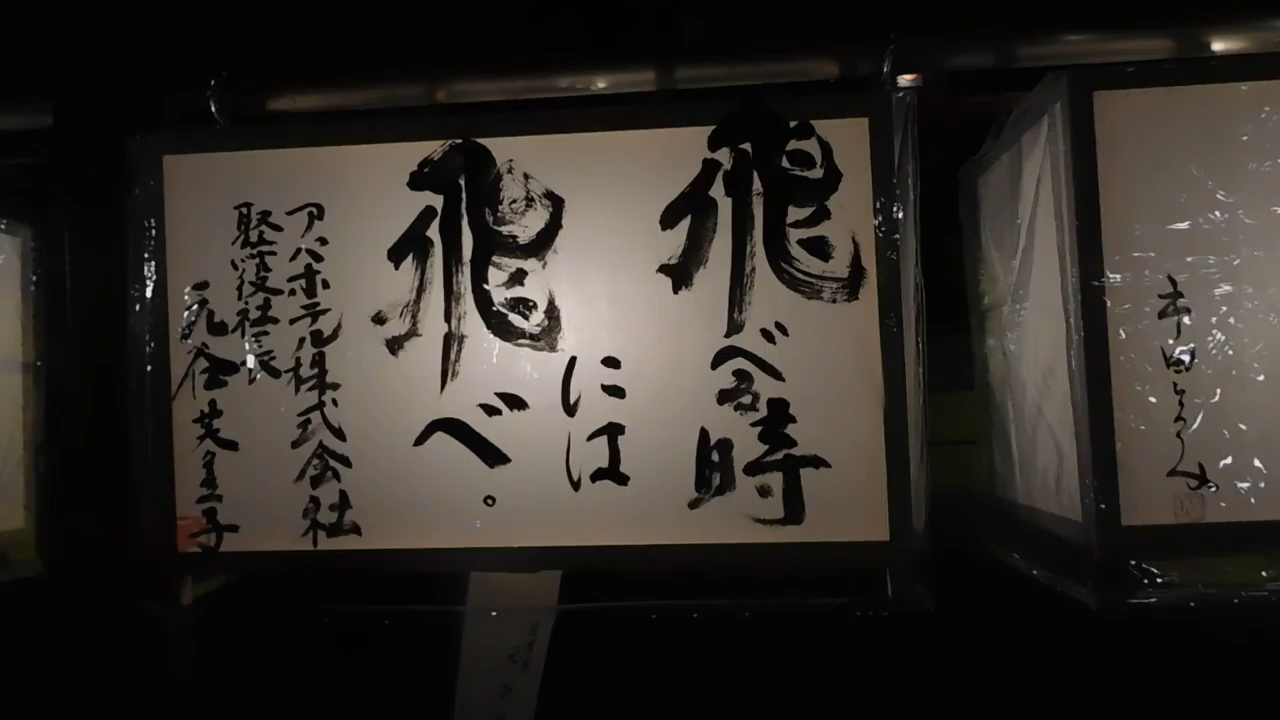 飛べる時
には
飛べ。
アパホテル株式会社
取締役社長
元谷芙美子